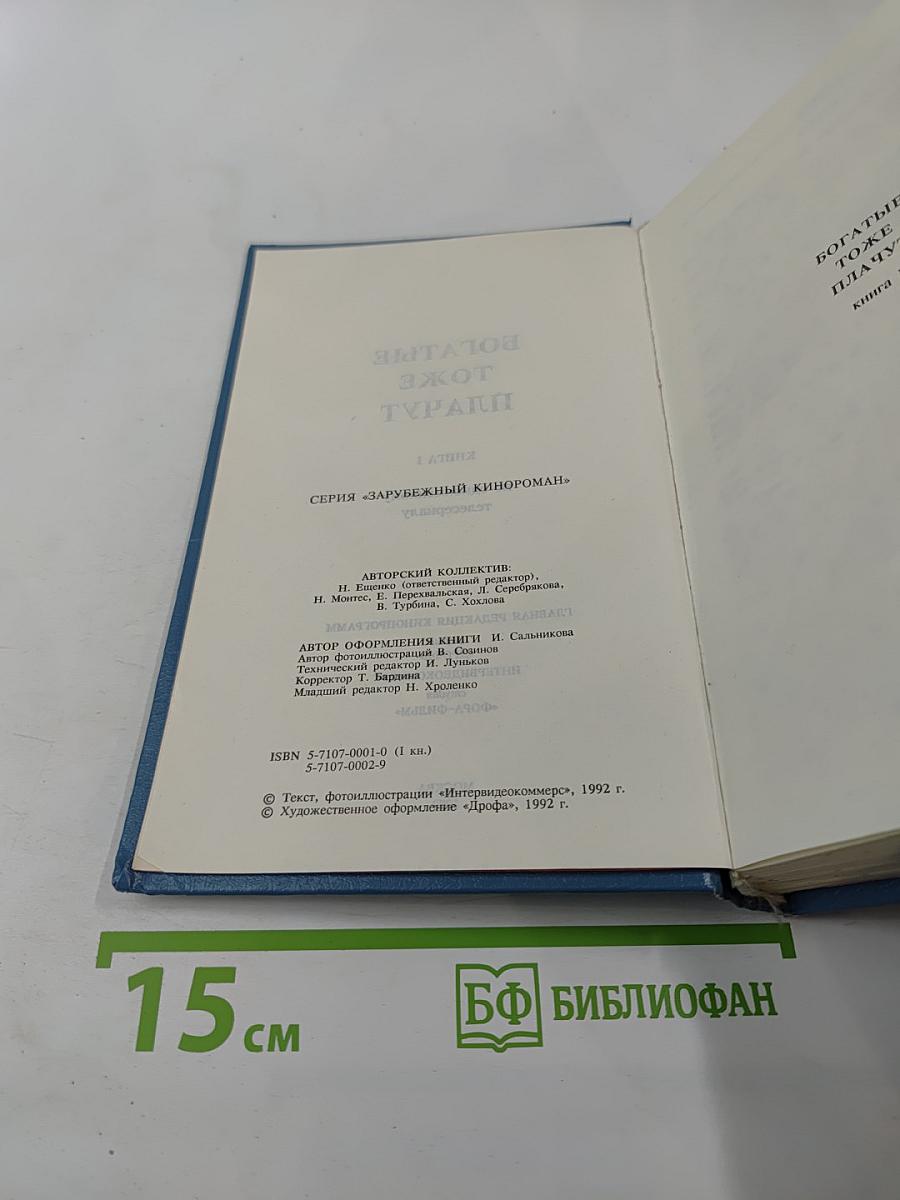 СЕРИЯ «ЗАРУБЕЖНЫЙ КИНОРОМАН»
АВТОРСКИЙ КОЛЛЕКТИВ:
Н. Ещенко (ответственный редактор),
Н. Монтес, Е. Перехвальская, Л. Серебрякова,
В. Турбина, С. Хохлова
АВТОР ОФОРМЛЕНИЯ КНИГИ И. Сальникова
Автор фотоиллюстраций В. Созинов
Технический редактор И. Луньков
Корректор Т. Бардина
Младший редактор Н. Хроленко
ISBN 5-7107-0001-0 (I кн.)
5-7107-0002-9
© Текст, фотоиллюстрации «Интервидеокоммерс», 1992 г.
© Художественное оформление «Дрофа», 1992 г.
БОГАТЫЕ
ТОЖЕ
ПЛАЧУТ
книга
15 см
БФ БИБЛИОФАН